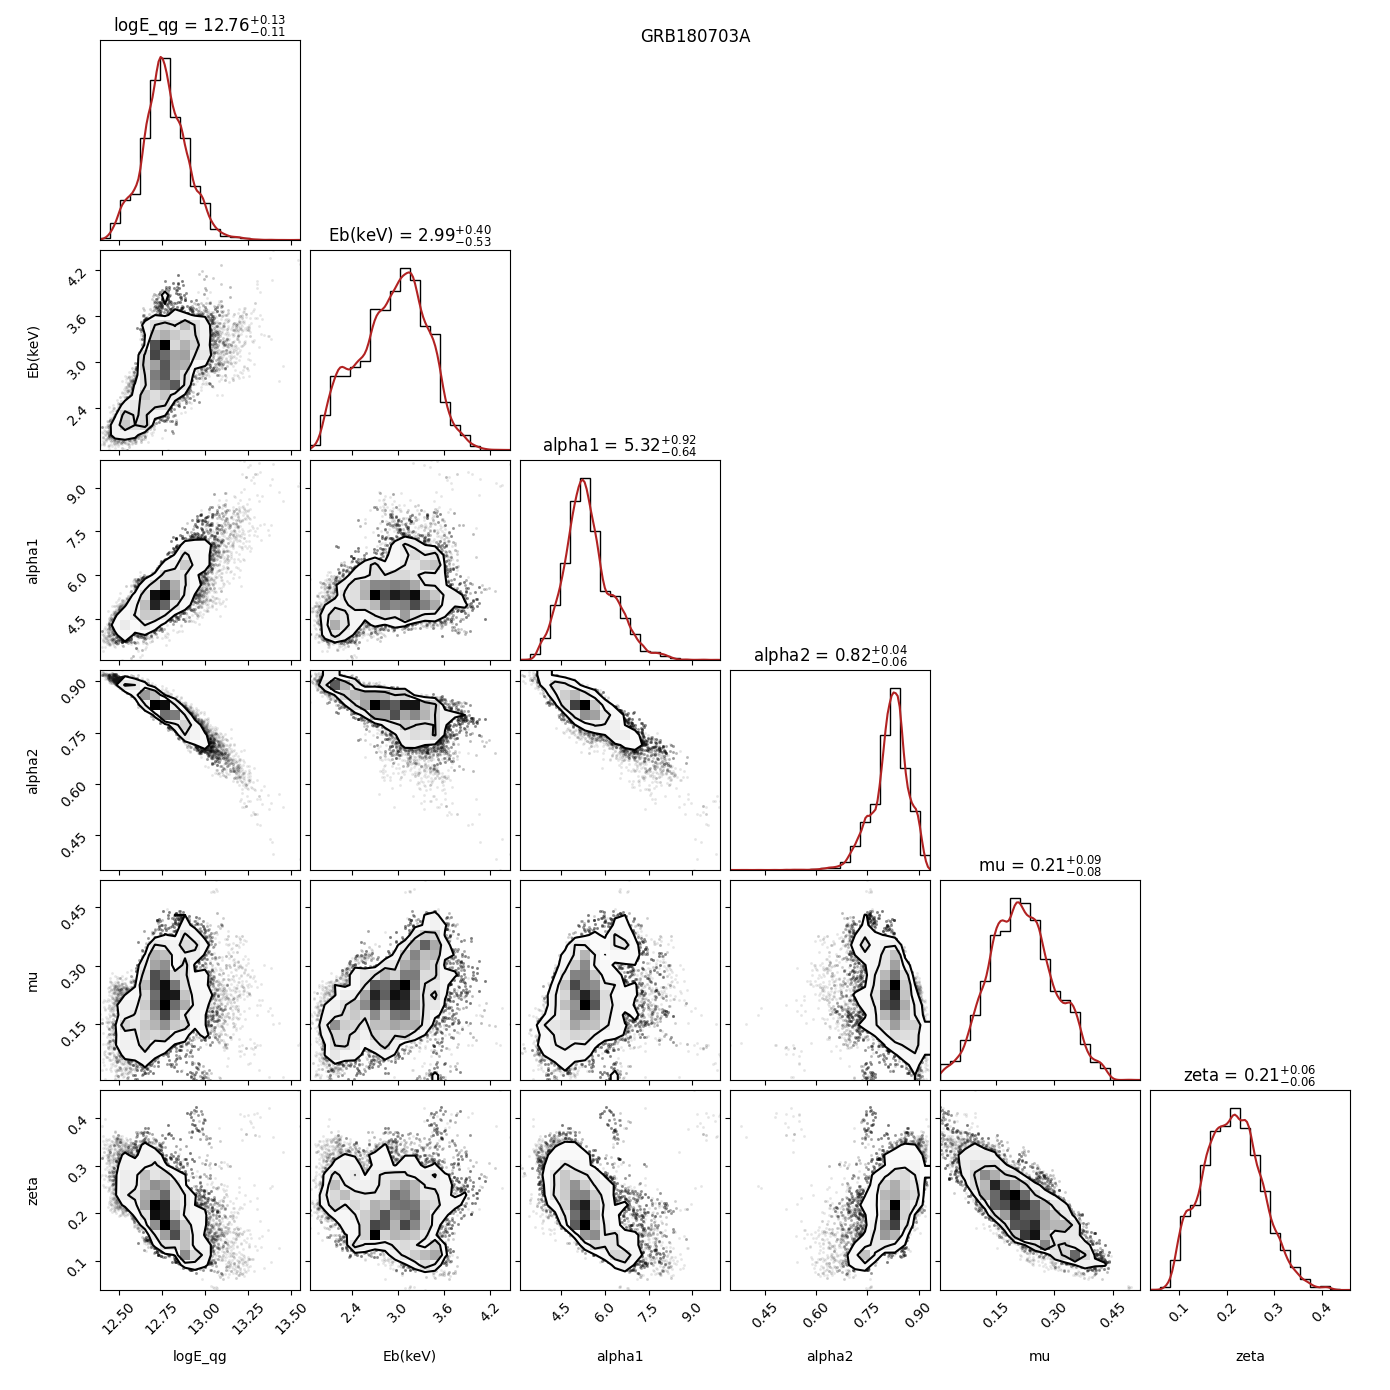 logE_qg = 12.76+0.13 −0.11
GRB180703A
Eb(keV) = 2.99+0.40 −0.53
4.2
3.6
3.0
2.4
Eb(keV)
alpha1 = 5.32+0.92 −0.64
9.0
7.5
6.0
4.5
alpha1
alpha2 = 0.82+0.04 −0.06
0.90
0.75
0.60
0.45
alpha2
mu = 0.21+0.09 −0.08
0.45
0.30
0.15
mu
zeta = 0.21+0.06 −0.06
0.4
0.3
0.2
0.1
zeta
12.50 12.75 13.00 13.25 13.50
2.4 3.0 3.6 4.2
4.5 6.0 7.5 9.0
0.45 0.60 0.75 0.90
0.15 0.30 0.45
0.1 0.2 0.3 0.4
logE_qg Eb(keV) alpha1 alpha2 mu zeta